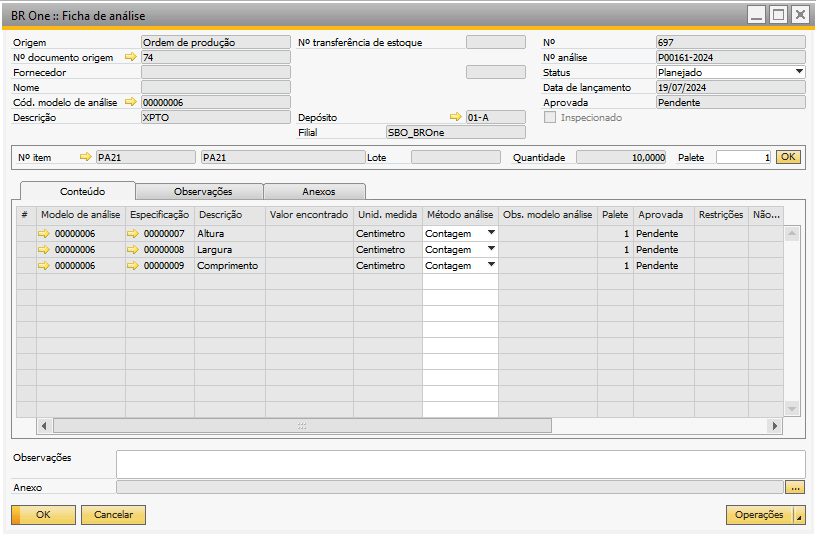 BR One :: Ficha de análise
Origem Ordem de produção Nº transferência de estoque Nº 697
Nº documento origem 74 Nº análise P00161-2024
Fornecedor Status Planejado
Nome Data de lançamento 19/07/2024
Cód. modelo de análise 00000006 Aprovada Pendente
Descrição XPTO Depósito 01-A Inspecionado
Filial SBO_BROne
Nº item PA21 PA21 Lote Quantidade 10,0000 Palete 1 OK
Conteúdo Observações Anexos
# Modelo de análise Especificação Descrição Valor encontrado Unid. medida Método análise Obs. modelo análise Palete Aprovada Restrições Não...
00000006 00000007 Altura Centimetro Contagem 1 Pendente
00000006 00000008 Largura Centimetro Contagem 1 Pendente
00000006 00000009 Comprimento Centimetro Contagem 1 Pendente
Observações
Anexo ...
OK Cancelar Operações